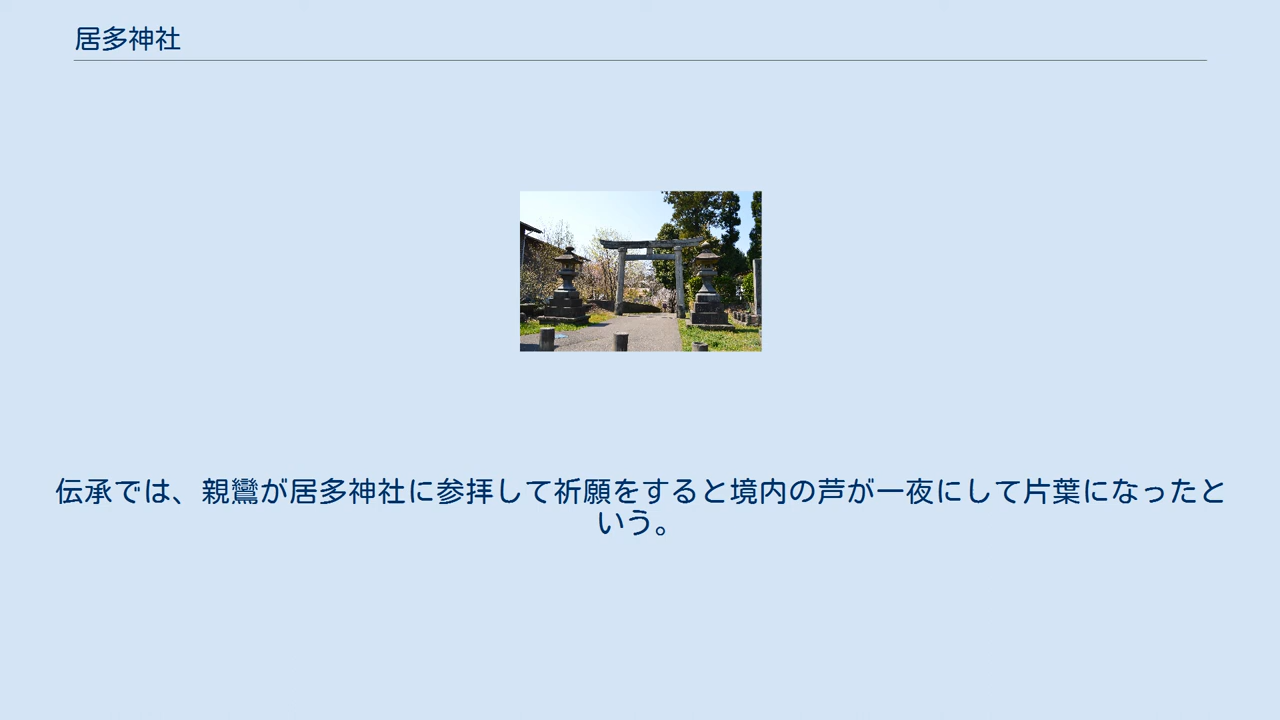 居多神社
伝承では、親鸞が居多神社に参拝して祈願をすると境内の芦が一夜にして片葉になったと
いう。